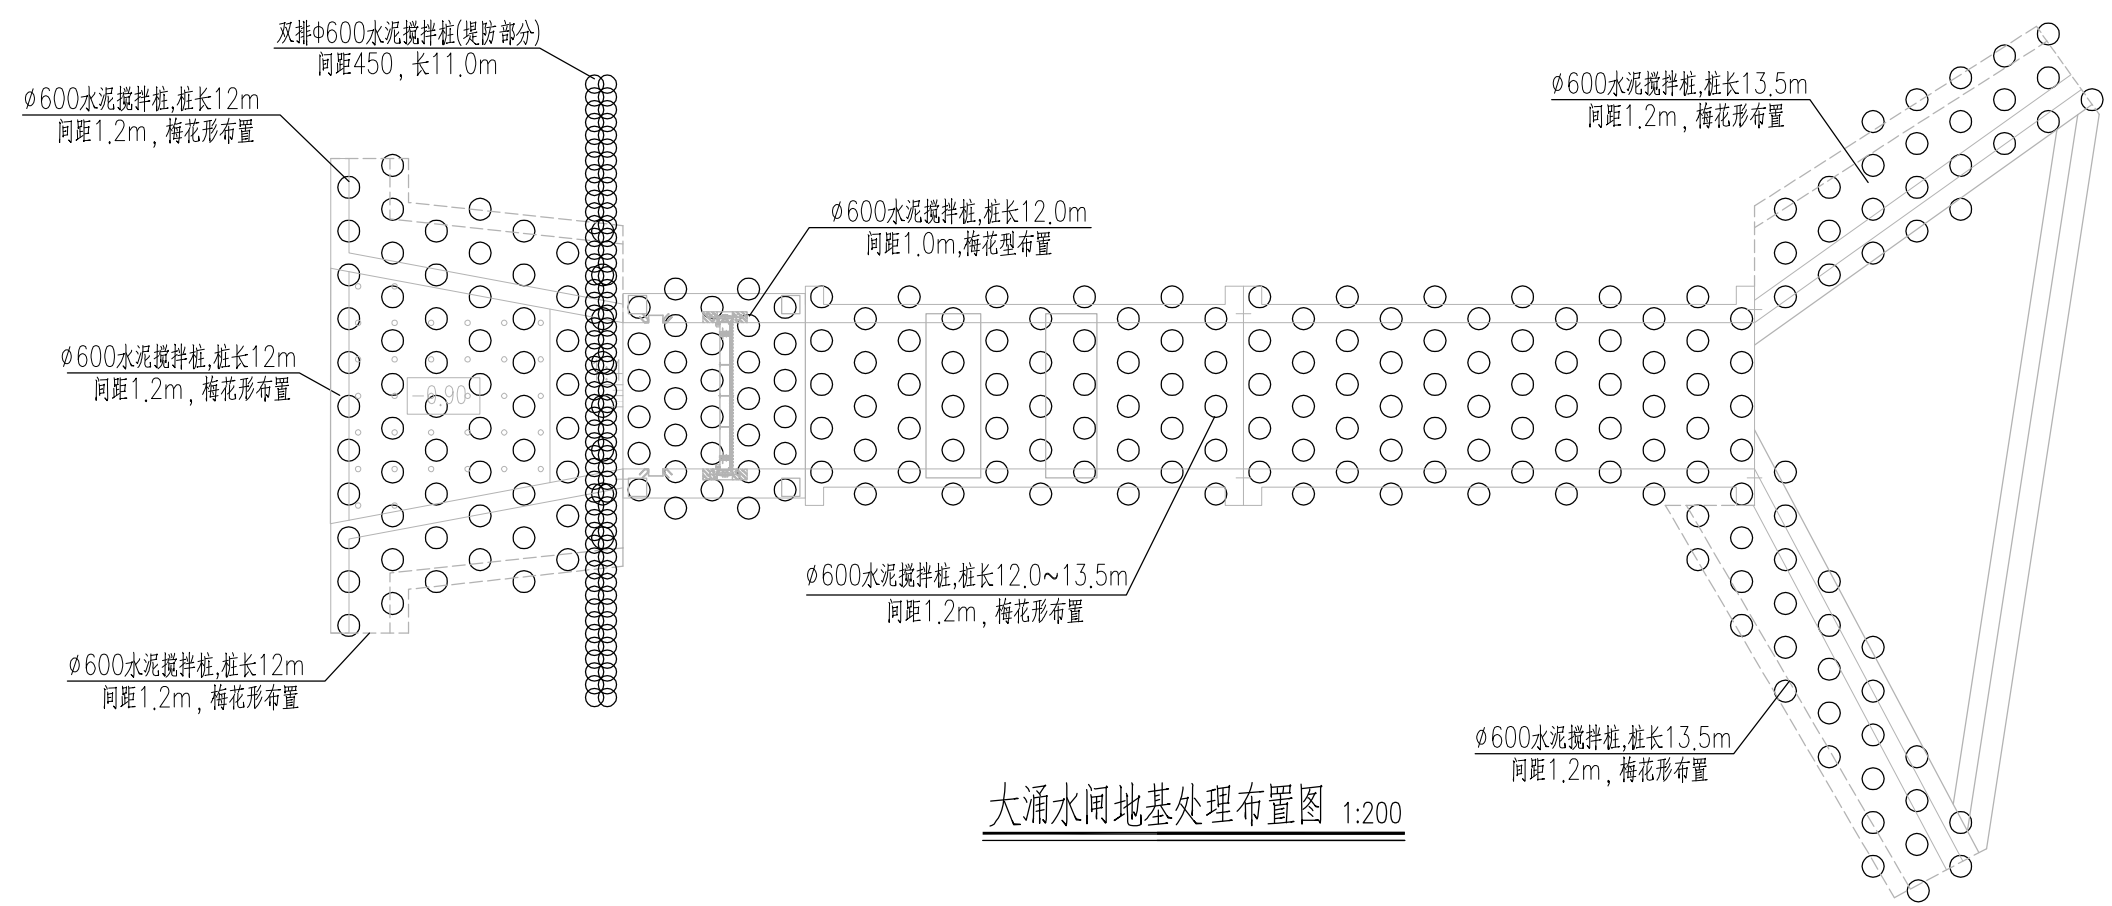 双排Φ600水泥搅拌桩(堤防部分)
间距450，长11.0m
ϕ600水泥搅拌桩,桩长12m
间距1.2m，梅花形布置
ϕ600水泥搅拌桩,桩长13.5m
间距1.2m，梅花形布置
ϕ600水泥搅拌桩,桩长12.0m
间距1.0m,梅花型布置
ϕ600水泥搅拌桩,桩长12m
间距1.2m，梅花形布置
ϕ600水泥搅拌桩,桩长12.0~13.5m
间距1.2m，梅花形布置
ϕ600水泥搅拌桩,桩长12m
间距1.2m，梅花形布置
ϕ600水泥搅拌桩,桩长13.5m
间距1.2m，梅花形布置
大涌水闸地基处理布置图 1:200